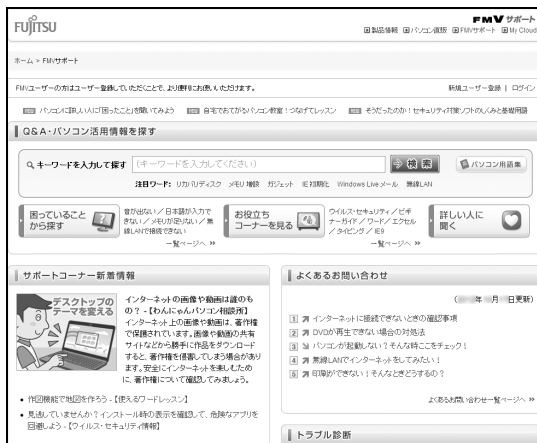 FUJITSU
FMV サポート
製品情報 パソコン直販 FMVサポート My Cloud
ホーム > FMVサポート
FMVユーザーの方はユーザー登録していただくことで、より便利にお使いいただけます。
新規ユーザー登録 | ログイン
パソコンに詳しい人に「困ったこと」を聞いてみよう
自宅でおてがるパソコン教室！つなげてレッスン
そうだったのか！セキュリティ対策ソフトのしくみと基礎用語
Q&A・パソコン活用情報を探す
キーワードを入力して探す (キーワードを入力してください) 検索 パソコン用語集
注目ワード: リカバリディスク メモリ増設 ガジェット IE初期化 Windows Liveメール 無線LAN
困っていること
から探す
音が出ない／日本語が入力で
きない／メモリが足りない／無
線LANで接続できない
一覧ページへ
お役立ち
コーナーを見る
ウイルス・セキュリティ／ビギ
ナーガイド／ワード／エクセル
／タイピング／IE9
一覧ページへ
詳しい人に
聞く
サポートコーナー新着情報
デスクトップの
テーマを変える
インターネットの画像や動画は誰のも
の？ -【わんにゃんパソコン相談所】
インターネット上の画像や動画は、著作権
で保護されています。画像や動画の共有
サイトなどから勝手に作品をダウンロード
すると、著作権を侵害してしまう場合があり
ます。安全にインターネットを楽しむため
に、著作権について確認してみましょう。
作図機能で地図を作ろう -【使えるワードレッスン】
見逃していませんか？インストール時の表示を確認して、危険なアプリを
回避しよう -【ウイルス・セキュリティ情報】
よくあるお問い合わせ
年 月 日更新)
1 インターネットに接続できないときの確認事項
2 DVDが再生できない場合の対処法
3 パソコンが起動しない？そんな時ここをチェック！
4 無線LANでインターネットをしてみたい！
5 印刷ができない！そんなときどうするの？
よくあるお問い合わせ一覧ページへ
トラブル診断